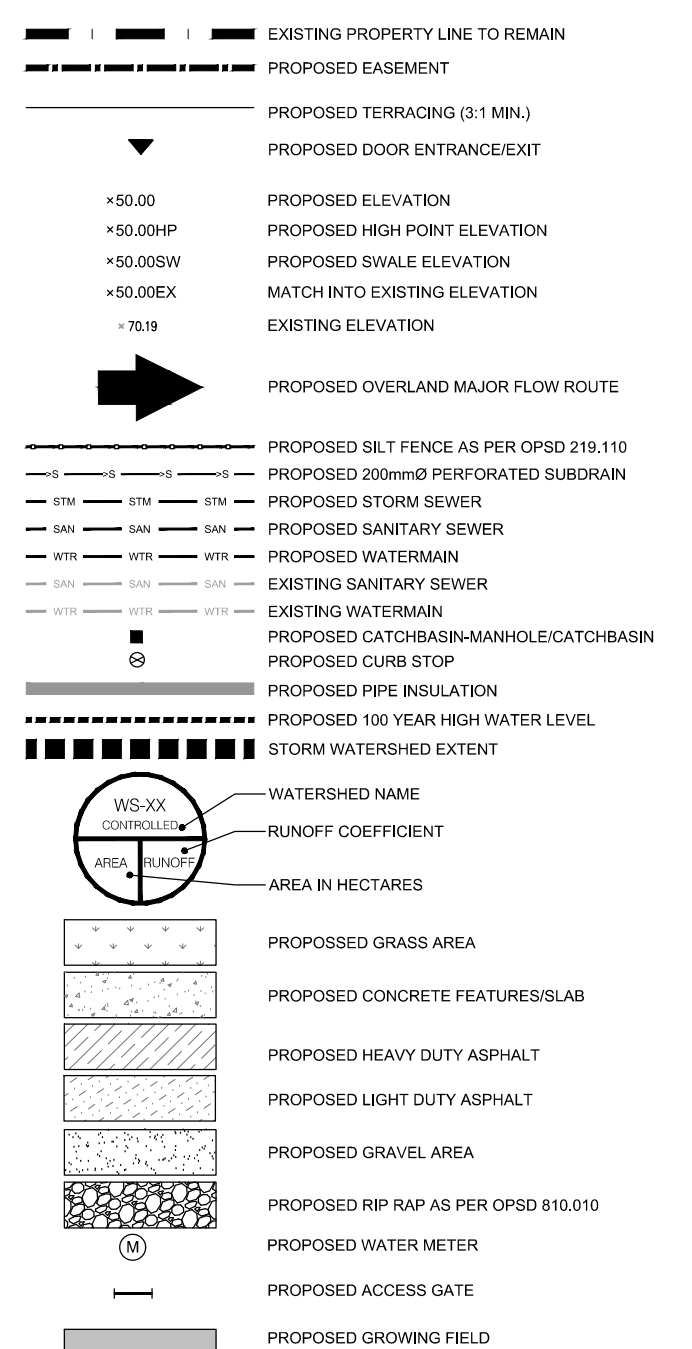 EXISTING PROPERTY LINE TO REMAIN
PROPOSED EASEMENT
PROPOSED TERRACING (3:1 MIN.)
PROPOSED DOOR ENTRANCE/EXIT
×50.00 PROPOSED ELEVATION
×50.00HP PROPOSED HIGH POINT ELEVATION
×50.00SW PROPOSED SWALE ELEVATION
×50.00EX MATCH INTO EXISTING ELEVATION
×70.19 EXISTING ELEVATION
PROPOSED OVERLAND MAJOR FLOW ROUTE
PROPOSED SILT FENCE AS PER OPSD 219.110
>S >S >S >S PROPOSED 200mmØ PERFORATED SUBDRAIN
STM STM STM PROPOSED STORM SEWER
SAN SAN SAN PROPOSED SANITARY SEWER
WTR WTR WTR PROPOSED WATERMAIN
SAN SAN SAN EXISTING SANITARY SEWER
WTR WTR WTR EXISTING WATERMAIN
PROPOSED CATCHBASIN-MANHOLE/CATCHBASIN
PROPOSED CURB STOP
PROPOSED PIPE INSULATION
PROPOSED 100 YEAR HIGH WATER LEVEL
STORM WATERSHED EXTENT
WS-XX WATERSHED NAME
CONTROLLED RUNOFF COEFFICIENT
AREA RUNOFF
AREA IN HECTARES
PROPOSSED GRASS AREA
PROPOSED CONCRETE FEATURES/SLAB
PROPOSED HEAVY DUTY ASPHALT
PROPOSED LIGHT DUTY ASPHALT
PROPOSED GRAVEL AREA
PROPOSED RIP RAP AS PER OPSD 810.010
M PROPOSED WATER METER
PROPOSED ACCESS GATE
PROPOSED GROWING FIELD